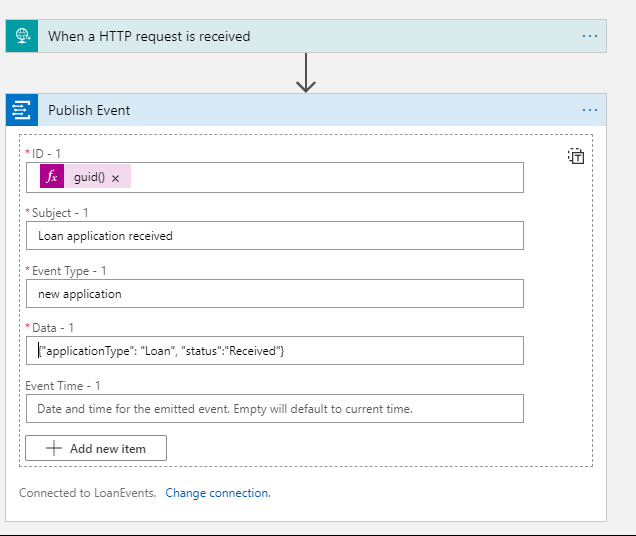 When a HTTP request is received
Publish Event
* ID - 1
fx guid() ×
* Subject - 1
Loan application received
* Event Type - 1
new application
* Data - 1
{"applicationType": "Loan", "status":"Received"}
Event Time - 1
Date and time for the emitted event. Empty will default to current time.
Add new item
Connected to LoanEvents. Change connection.